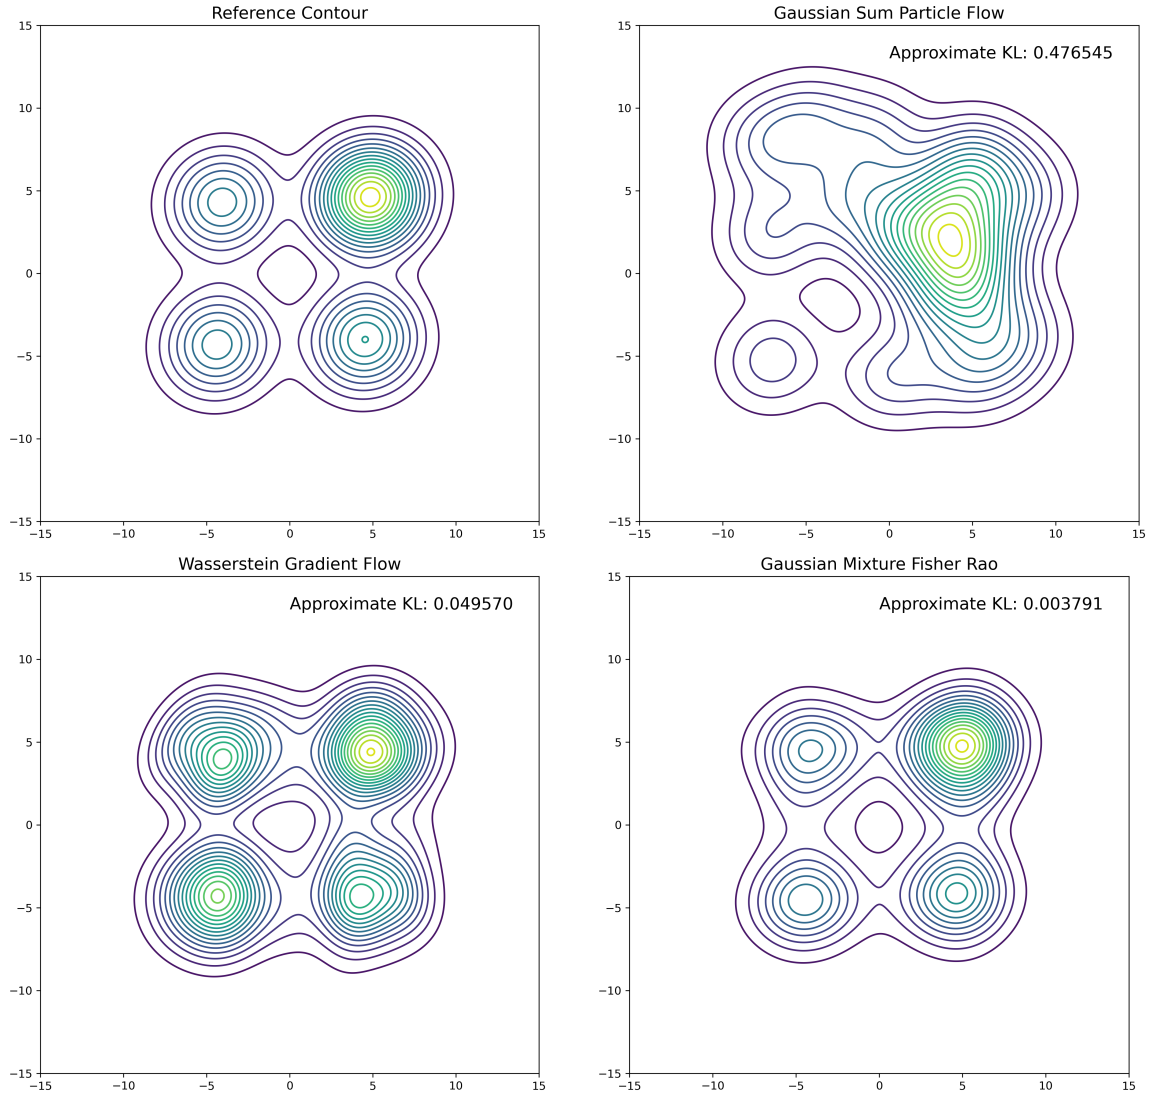 Reference Contour
15
10
5
0
−5
−10
−15
−15 −10 −5 0 5 10 15
Gaussian Sum Particle Flow
Approximate KL: 0.476545
15
10
5
0
−5
−10
−15
−15 −10 −5 0 5 10 15
Wasserstein Gradient Flow
Approximate KL: 0.049570
15
10
5
0
−5
−10
−15
−15 −10 −5 0 5 10 15
Gaussian Mixture Fisher Rao
Approximate KL: 0.003791
15
10
5
0
−5
−10
−15
−15 −10 −5 0 5 10 15